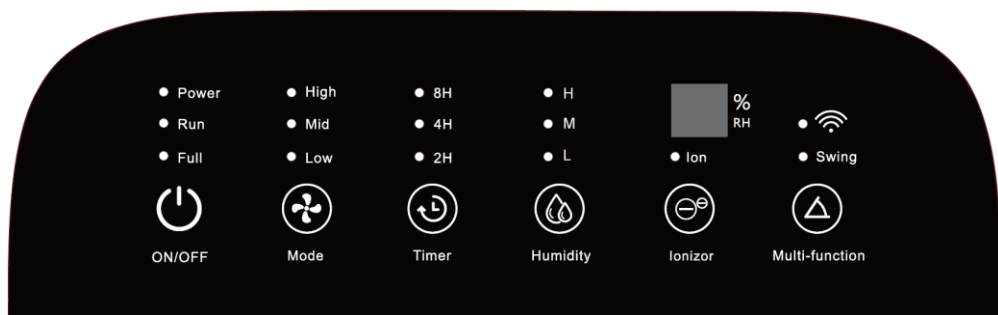 Power High 8H H % RH
Run Mid 4H M
Full Low 2H L Ion Swing
ON/OFF Mode Timer Humidity Ionizor Multi-function